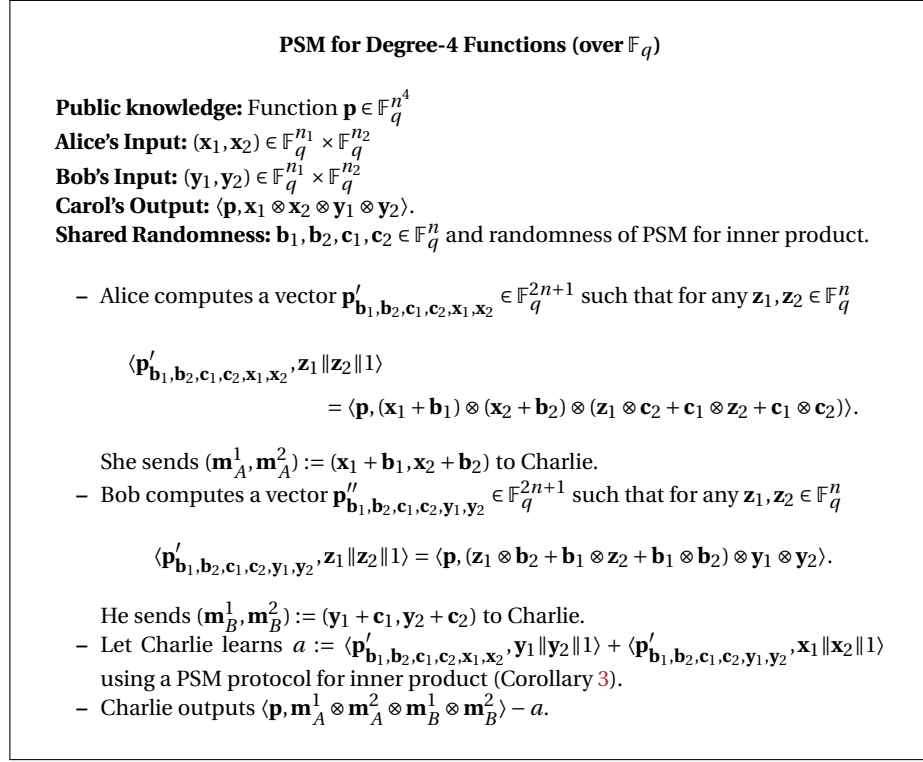 PSM for Degree-4 Functions (over 𝔽_q)
Public knowledge: Function p ∈ 𝔽_q^{n^4}
Alice's Input: (x_1, x_2) ∈ 𝔽_q^{n_1} × 𝔽_q^{n_2}
Bob's Input: (y_1, y_2) ∈ 𝔽_q^{n_1} × 𝔽_q^{n_2}
Carol's Output: ⟨p, x_1 ⊗ x_2 ⊗ y_1 ⊗ y_2⟩.
Shared Randomness: b_1, b_2, c_1, c_2 ∈ 𝔽_q^n and randomness of PSM for inner product.
– Alice computes a vector p′_{b_1,b_2,c_1,c_2,x_1,x_2} ∈ 𝔽_q^{2n+1} such that for any z_1, z_2 ∈ 𝔽_q^n
⟨p′_{b_1,b_2,c_1,c_2,x_1,x_2}, z_1‖z_2‖1⟩
= ⟨p, (x_1 + b_1) ⊗ (x_2 + b_2) ⊗ (z_1 ⊗ c_2 + c_1 ⊗ z_2 + c_1 ⊗ c_2)⟩.
She sends (m_A^1, m_A^2) := (x_1 + b_1, x_2 + b_2) to Charlie.
– Bob computes a vector p″_{b_1,b_2,c_1,c_2,y_1,y_2} ∈ 𝔽_q^{2n+1} such that for any z_1, z_2 ∈ 𝔽_q^n
⟨p′_{b_1,b_2,c_1,c_2,y_1,y_2}, z_1‖z_2‖1⟩ = ⟨p, (z_1 ⊗ b_2 + b_1 ⊗ z_2 + b_1 ⊗ b_2) ⊗ y_1 ⊗ y_2⟩.
He sends (m_B^1, m_B^2) := (y_1 + c_1, y_2 + c_2) to Charlie.
– Let Charlie learns a := ⟨p′_{b_1,b_2,c_1,c_2,x_1,x_2}, y_1‖y_2‖1⟩ + ⟨p′_{b_1,b_2,c_1,c_2,y_1,y_2}, x_1‖x_2‖1⟩
using a PSM protocol for inner product (Corollary 3).
– Charlie outputs ⟨p, m_A^1 ⊗ m_A^2 ⊗ m_B^1 ⊗ m_B^2⟩ − a.